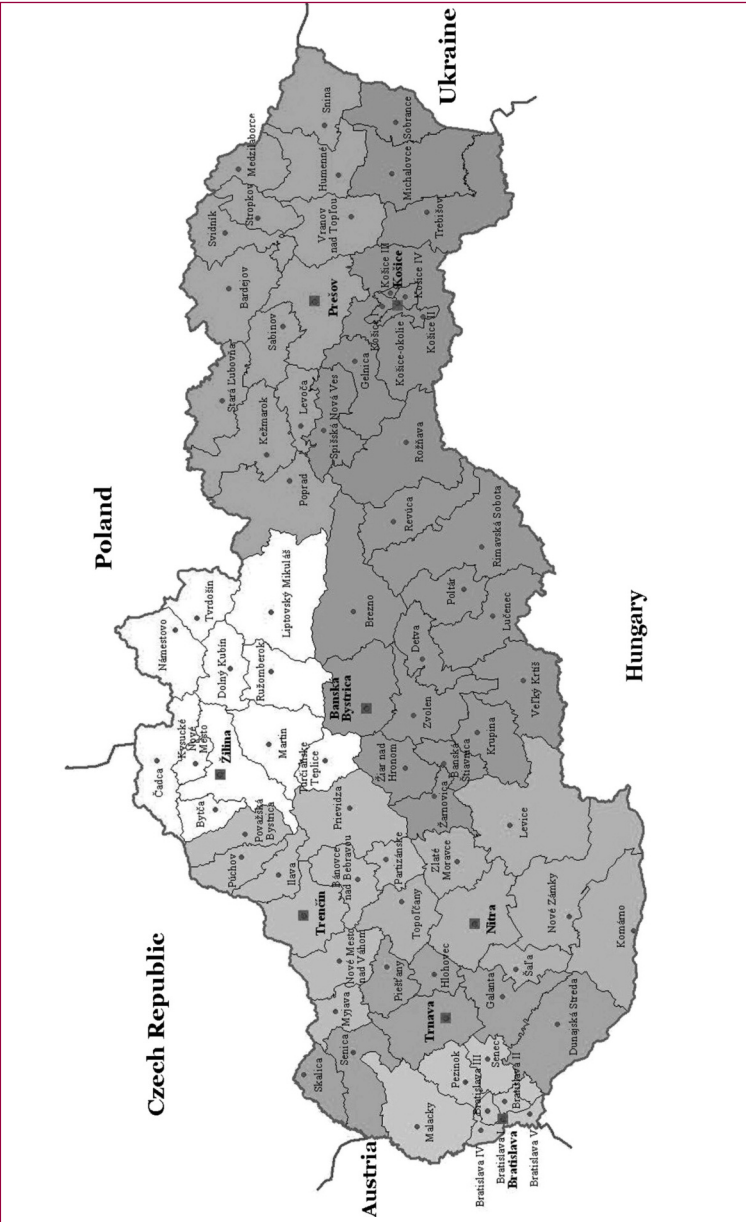 Poland
Czech Republic
Ukraine
Austria
Hungary
Čadca
Námestovo
Tvrdošín
Kysucké
Nové
Mesto
Bytča
Žilina
Dolný Kubín
Martin
Ružomberok
Liptovský Mikuláš
Turčianske
Teplice
Stará Ľubovňa
Kežmarok
Poprad
Levoča
Sabinov
Bardejov
Svidník
Stropkov
Medzilaborce
Snina
Humenné
Vranov
nad Topľou
Prešov
Spišská Nová Ves
Gelnica
Rožňava
Košice-okolie
Košice I
Košice II
Košice III
Košice IV
Košice
Trebišov
Michalovce
Sobrance
Púchov
Považská
Bystrica
Ilava
Trenčín
Prievidza
Bánovce
nad Bebravou
Partizánske
Nové Mesto
nad Váhom
Myjava
Banská
Bystrica
Brezno
Revúca
Rimavská Sobota
Poltár
Lučenec
Detva
Zvolen
Veľký Krtíš
Krupina
Banská
Štiavnica
Žiar nad
Hronom
Žarnovica
Topoľčany
Zlaté
Moravce
Nitra
Levice
Nové Zámky
Komárno
Šaľa
Skalica
Senica
Piešťany
Hlohovec
Trnava
Galanta
Dunajská Streda
Malacky
Pezinok
Senec
Bratislava III
Bratislava II
Bratislava IV
Bratislava I
Bratislava
Bratislava V